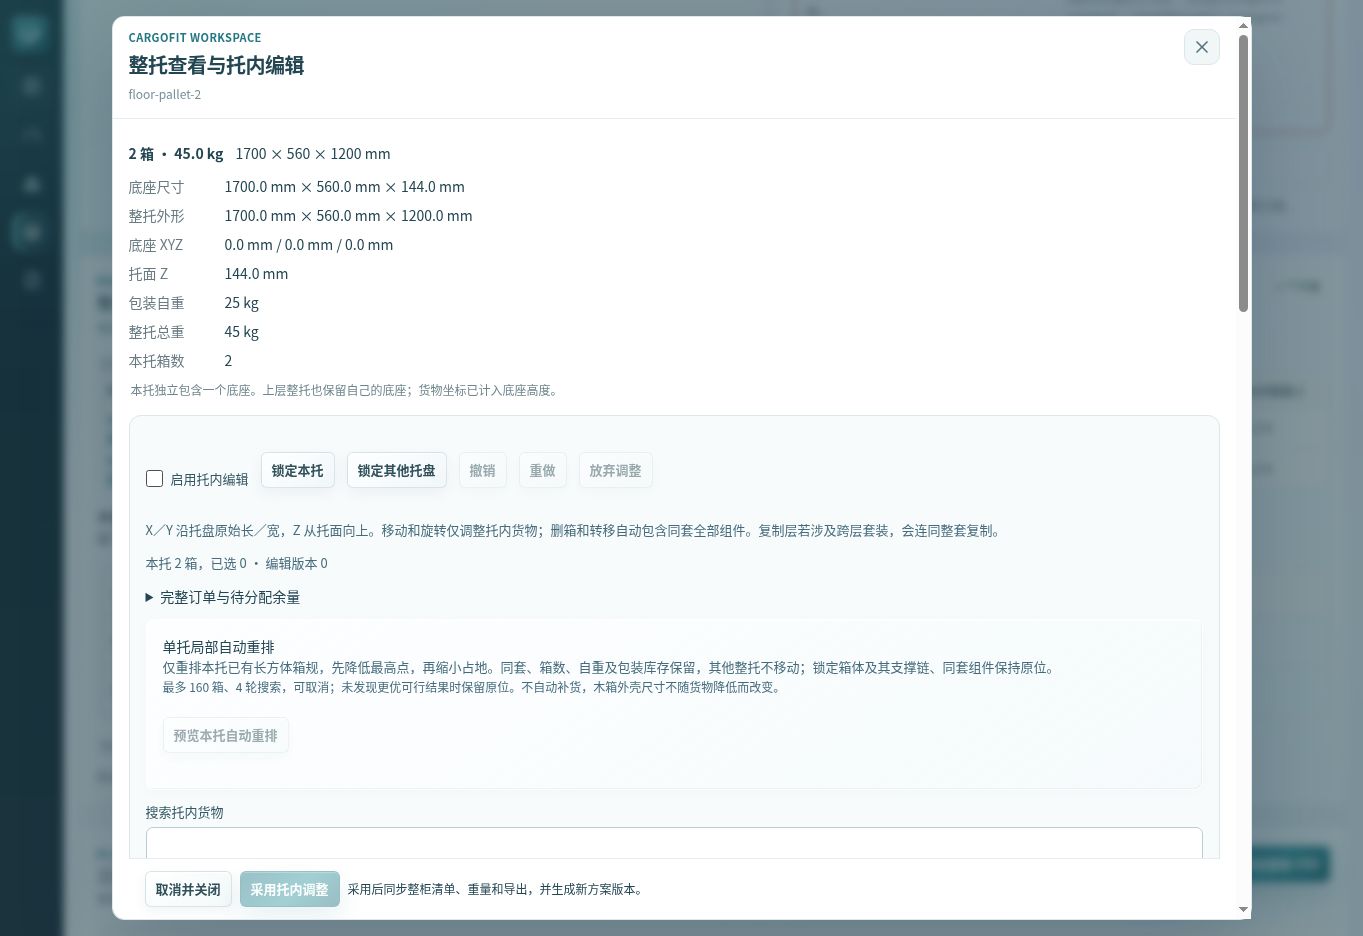 CARGOFIT WORKSPACE
整托查看与托内编辑
floor-pallet-2
2 箱 · 45.0 kg 1700 × 560 × 1200 mm
底座尺寸 1700.0 mm × 560.0 mm × 144.0 mm
整托外形 1700.0 mm × 560.0 mm × 1200.0 mm
底座 XYZ 0.0 mm / 0.0 mm / 0.0 mm
托面 Z 144.0 mm
包装自重 25 kg
整托总重 45 kg
本托箱数 2
本托独立包含一个底座。上层整托也保留自己的底座；货物坐标已计入底座高度。
启用托内编辑 锁定本托 锁定其他托盘 撤销 重做 放弃调整
X／Y 沿托盘原始长／宽，Z 从托面向上。移动和旋转仅调整托内货物；删箱和转移自动包含同套全部组件。复制层若涉及跨层套装，会连同整套复制。
本托 2 箱，已选 0 · 编辑版本 0
▶ 完整订单与待分配余量
单托局部自动重排
仅重排本托已有长方体箱规，先降低最高点，再缩小占地。同套、箱数、自重及包装库存保留，其他整托不移动；锁定箱体及其支撑链、同套组件保持原位。
最多 160 箱、4 轮搜索，可取消；未发现更优可行结果时保留原位。不自动补货，木箱外壳尺寸不随货物降低而改变。
预览本托自动重排
搜索托内货物
取消并关闭 采用托内调整 采用后同步整柜清单、重量和导出，并生成新方案版本。